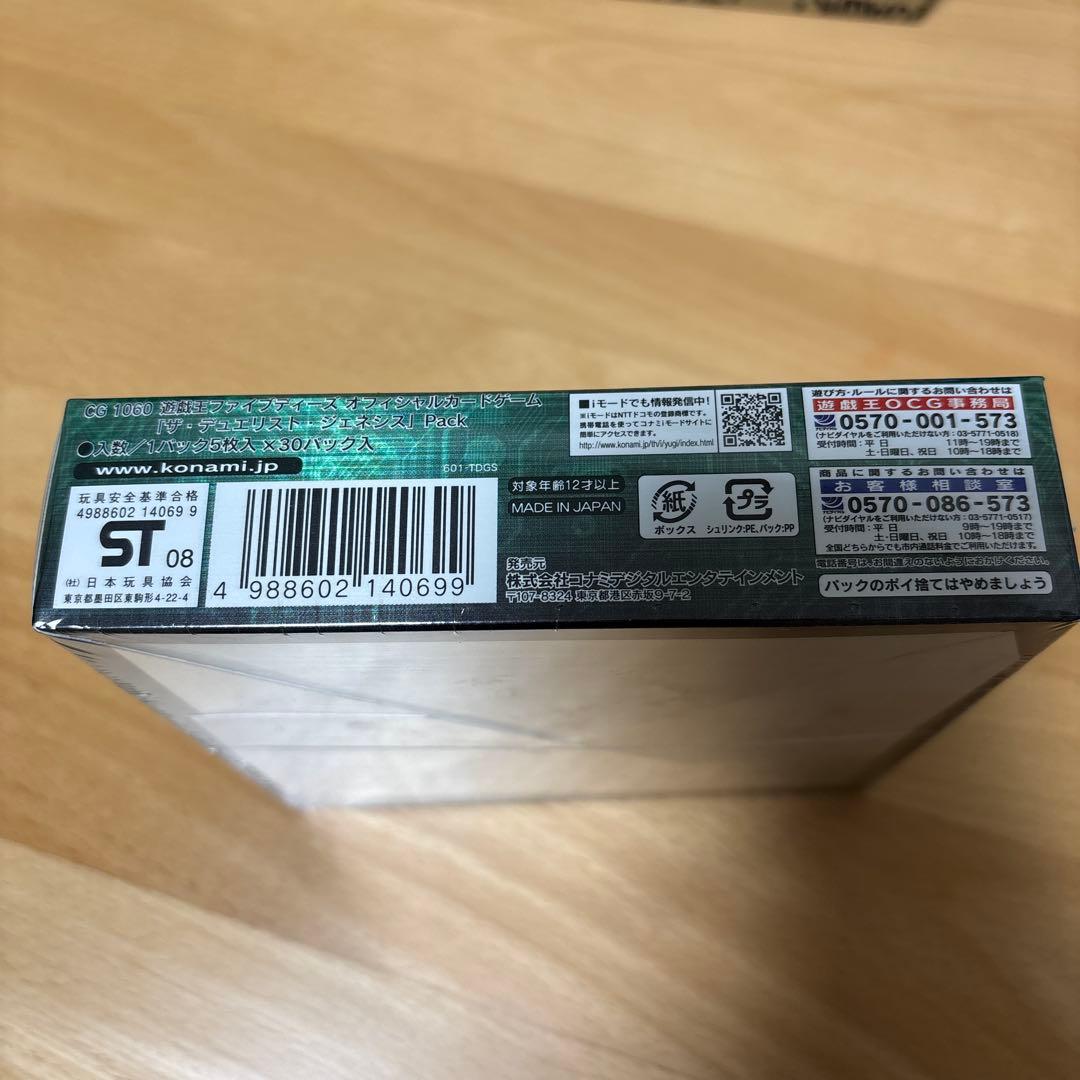 CG 1060 遊戯王ファイブディーズ オフィシャルカードゲーム
「ザ・デュエリスト・ジェネシス」Pack
●入数／1パック5枚入×30パック入
www.konami.jp
601-TDGS
玩具安全基準合格
4988602 14069 9
ST 08
(社)日本玩具協会
東京都墨田区東駒形4-22-4
4 988602 140699
対象年齢12才以上
MADE IN JAPAN
発売元
株式会社コナミデジタルエンタテインメント
〒107-8324 東京都港区赤坂9-7-2
■iモードでも情報発信中!
※iモードはNTTドコモの登録商標です。
携帯電話を使ってコナミiモードサイトに
簡単にアクセスできます。
http://www.konami.jp/th/i/yugi/index.html
紙
ボックス
プラ
シュリンク:PE,パック:PP
遊び方・ルールに関するお問い合わせは
遊戯王OCG事務局
0570-001-573
(ナビダイヤルをご利用いただけない方:03-5771-0518)
受付時間:平 日 11時〜19時まで
土・日曜日、祝日 10時〜18時まで
商品に関するお問い合わせは
お客様相談室
0570-086-573
(ナビダイヤルをご利用いただけない方:03-5771-0517)
受付時間:平 日 9時〜19時まで
土・日曜日、祝日 10時〜18時まで
全国どこからでも市内通話料金でご利用いただけます。
電話番号は、お間違えのないようにおかけください。
パックのポイ捨てはやめましょう